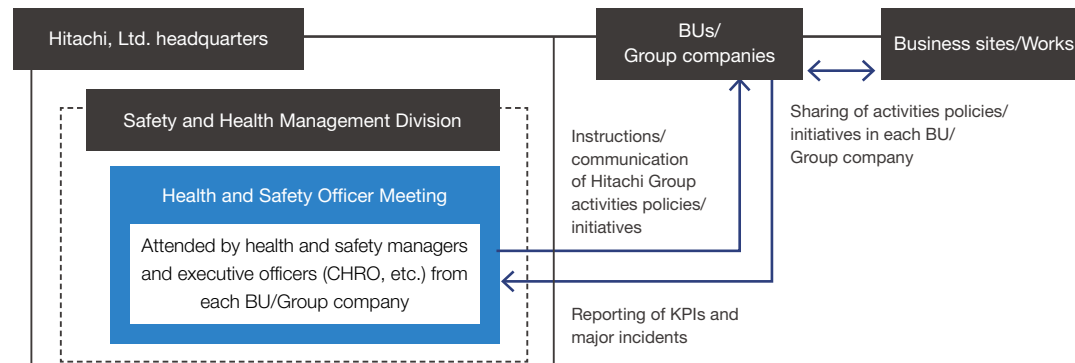 Hitachi, Ltd. headquarters
BUs/
Group companies
Business sites/Works
Safety and Health Management Division
Health and Safety Officer Meeting
Attended by health and safety managers
and executive officers (CHRO, etc.) from
each BU/Group company
Instructions/
communication
of Hitachi Group
activities policies/
initiatives
Sharing of activities policies/
initiatives in each BU/
Group company
Reporting of KPIs and
major incidents